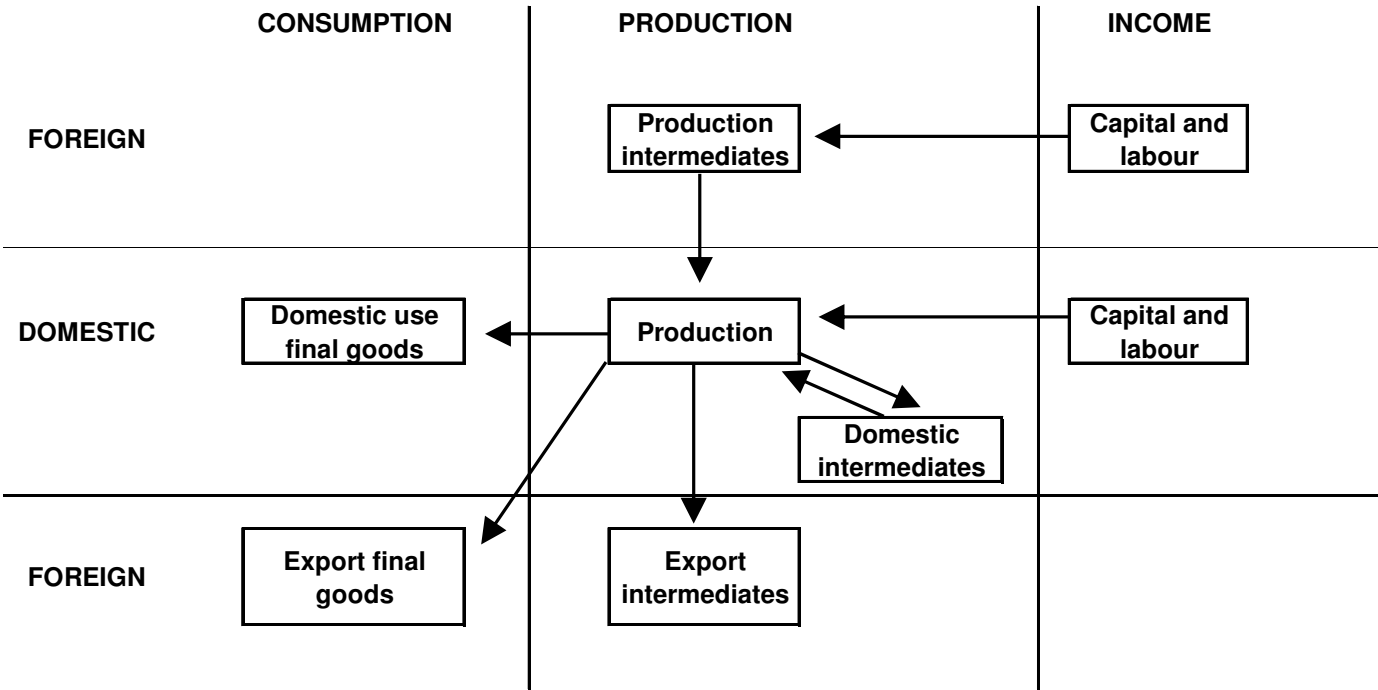 CONSUMPTION
PRODUCTION
INCOME
FOREIGN
Production
intermediates
Capital and
labour
DOMESTIC
Domestic use
final goods
Production
Capital and
labour
Domestic
intermediates
FOREIGN
Export final
goods
Export
intermediates